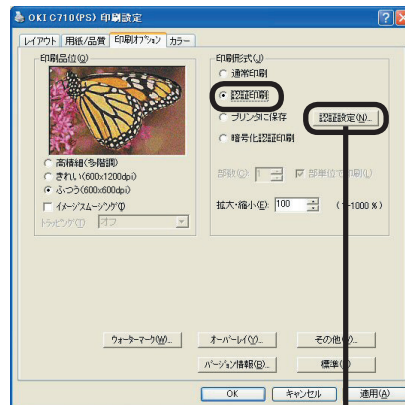 OKI C710(PS) 印刷設定
レイアウト 用紙/品質 印刷オプション カラー
印刷品位(Q)
高精細(多階調)
きれい(600x1200dpi)
ふつう(600x600dpi)
イメージスムージング(I)
トラッピング(T) オフ
印刷形式(J)
通常印刷
認証印刷
プリンタに保存 認証設定(N)...
暗号化認証印刷
部数(C): 1 部単位で印刷(L)
拡大・縮小(E): 100 (1-1000 %)
ウォーターマーク(W)... オーバーレイ(Y)... その他
バージョン情報(B)... 標準
OK キャンセル 適用(A)